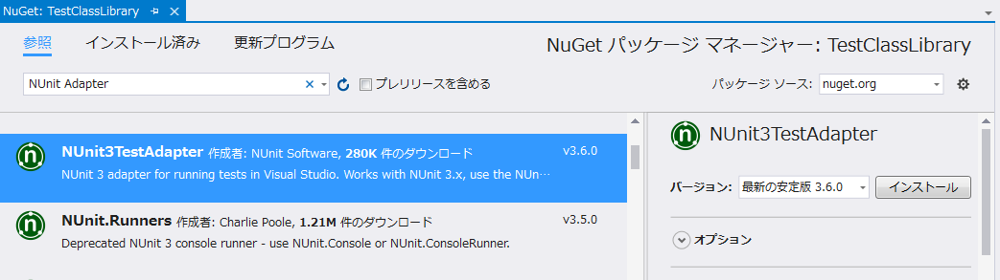 NuGet: TestClassLibrary
参照 インストール済み 更新プログラム
NuGet パッケージ マネージャー: TestClassLibrary
NUnit Adapter
プレリリースを含める
パッケージ ソース: nuget.org
NUnit3TestAdapter 作成者: NUnit Software, 280K 件のダウンロード v3.6.0
NUnit 3 adapter for running tests in Visual Studio. Works with NUnit 3.x, use the NUn…
NUnit.Runners 作成者: Charlie Poole, 1.21M 件のダウンロード v3.5.0
Deprecated NUnit 3 console runner - use NUnit.Console or NUnit.ConsoleRunner.
NUnit3TestAdapter
バージョン: 最新の安定版 3.6.0 インストール
オプション